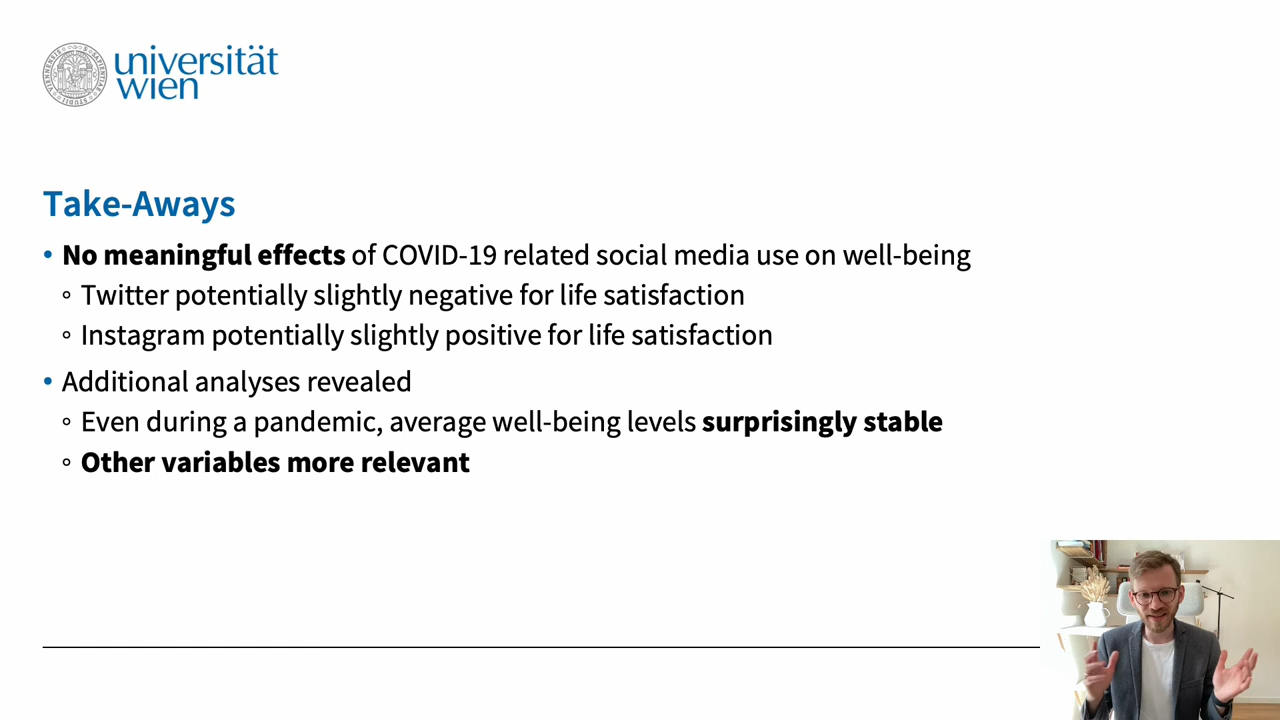 universität
wien
Take-Aways
• No meaningful effects of COVID-19 related social media use on well-being
◦ Twitter potentially slightly negative for life satisfaction
◦ Instagram potentially slightly positive for life satisfaction
• Additional analyses revealed
◦ Even during a pandemic, average well-being levels surprisingly stable
◦ Other variables more relevant